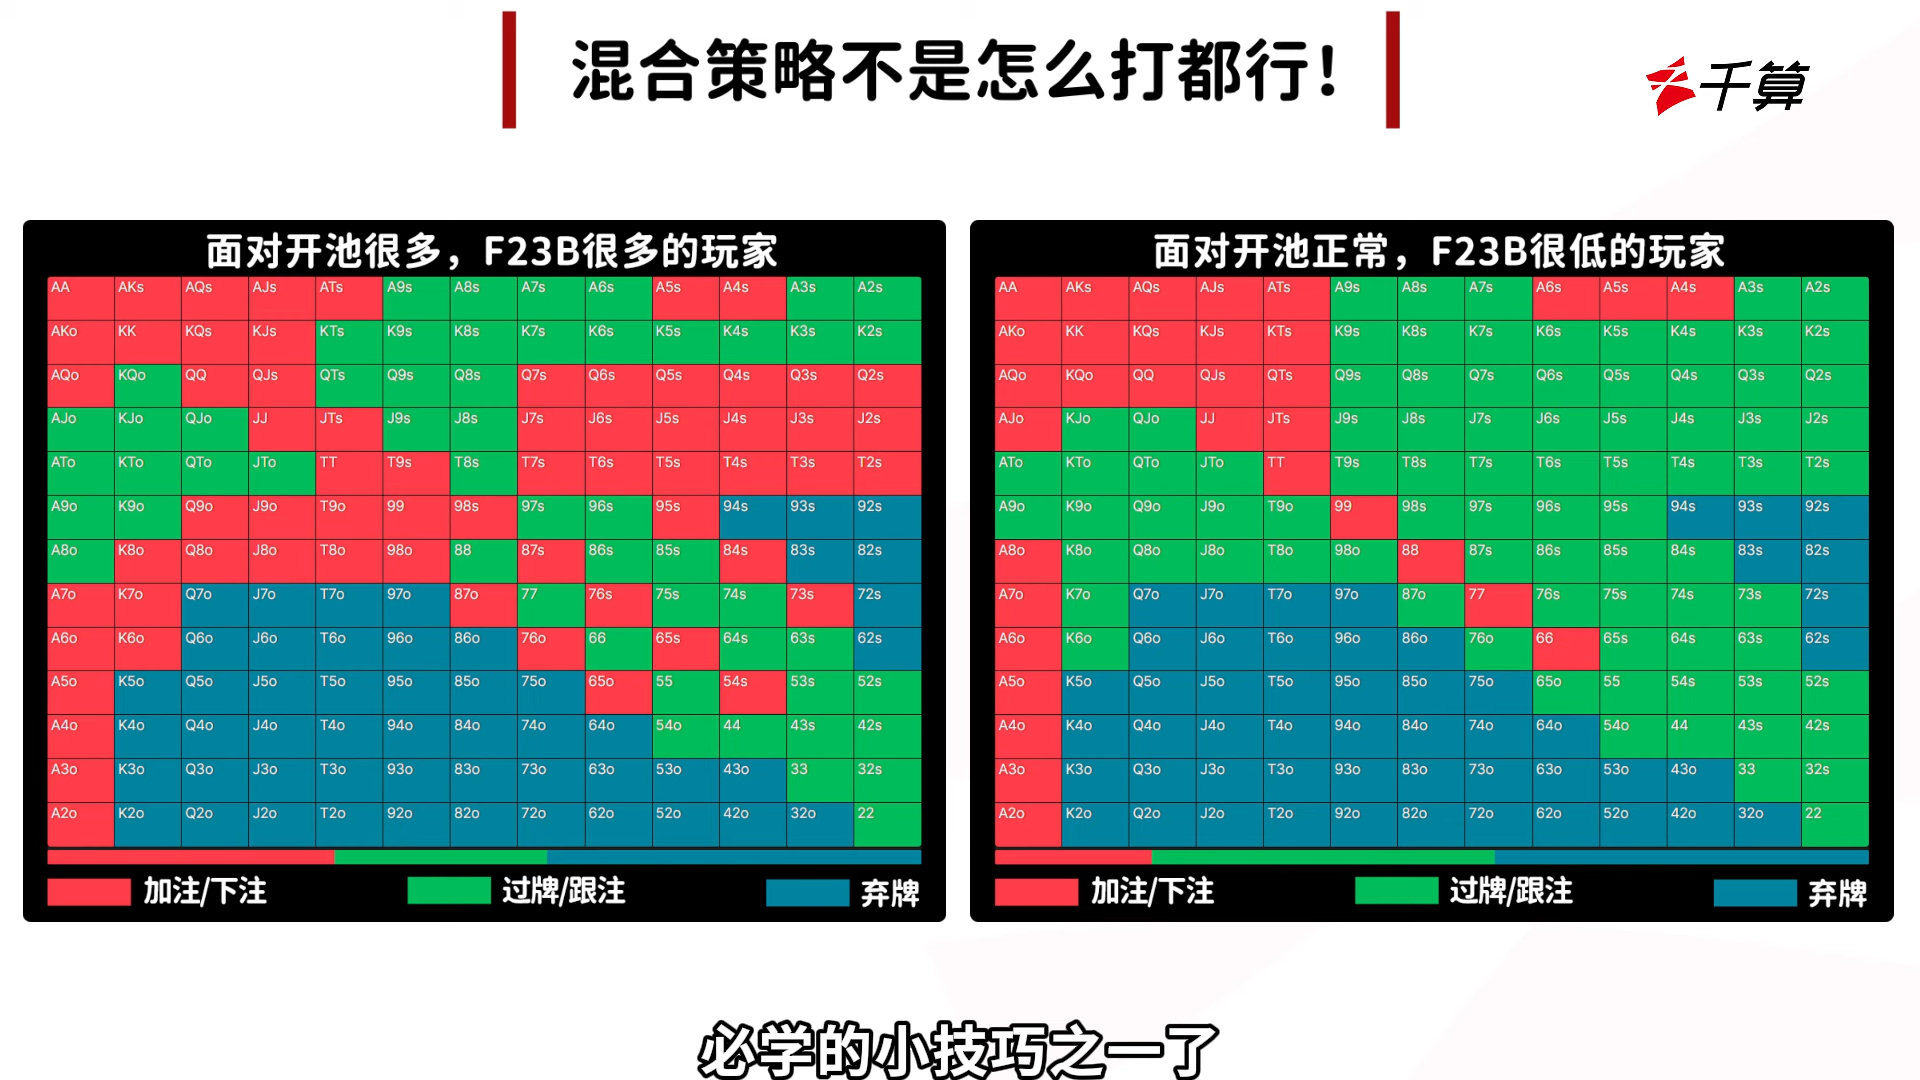 混合策略不是怎么打都行！
千算
面对开池很多，F23B很多的玩家
AA AKs AQs AJs ATs A9s A8s A7s A6s A5s A4s A3s A2s
AKo KK KQs KJs KTs K9s K8s K7s K6s K5s K4s K3s K2s
AQo KQo QQ QJs QTs Q9s Q8s Q7s Q6s Q5s Q4s Q3s Q2s
AJo KJo QJo JJ JTs J9s J8s J7s J6s J5s J4s J3s J2s
ATo KTo QTo JTo TT T9s T8s T7s T6s T5s T4s T3s T2s
A9o K9o Q9o J9o T9o 99 98s 97s 96s 95s 94s 93s 92s
A8o K8o Q8o J8o T8o 98o 88 87s 86s 85s 84s 83s 82s
A7o K7o Q7o J7o T7o 97o 87o 77 76s 75s 74s 73s 72s
A6o K6o Q6o J6o T6o 96o 86o 76o 66 65s 64s 63s 62s
A5o K5o Q5o J5o T5o 95o 85o 75o 65o 55 54s 53s 52s
A4o K4o Q4o J4o T4o 94o 84o 74o 64o 54o 44 43s 42s
A3o K3o Q3o J3o T3o 93o 83o 73o 63o 53o 43o 33 32s
A2o K2o Q2o J2o T2o 92o 82o 72o 62o 52o 42o 32o 22
加注/下注 过牌/跟注 弃牌
面对开池正常，F23B很低的玩家
AA AKs AQs AJs ATs A9s A8s A7s A6s A5s A4s A3s A2s
AKo KK KQs KJs KTs K9s K8s K7s K6s K5s K4s K3s K2s
AQo KQo QQ QJs QTs Q9s Q8s Q7s Q6s Q5s Q4s Q3s Q2s
AJo KJo QJo JJ JTs J9s J8s J7s J6s J5s J4s J3s J2s
ATo KTo QTo JTo TT T9s T8s T7s T6s T5s T4s T3s T2s
A9o K9o Q9o J9o T9o 99 98s 97s 96s 95s 94s 93s 92s
A8o K8o Q8o J8o T8o 98o 88 87s 86s 85s 84s 83s 82s
A7o K7o Q7o J7o T7o 97o 87o 77 76s 75s 74s 73s 72s
A6o K6o Q6o J6o T6o 96o 86o 76o 66 65s 64s 63s 62s
A5o K5o Q5o J5o T5o 95o 85o 75o 65o 55 54s 53s 52s
A4o K4o Q4o J4o T4o 94o 84o 74o 64o 54o 44 43s 42s
A3o K3o Q3o J3o T3o 93o 83o 73o 63o 53o 43o 33 32s
A2o K2o Q2o J2o T2o 92o 82o 72o 62o 52o 42o 32o 22
加注/下注 过牌/跟注 弃牌
必学的小技巧之一了